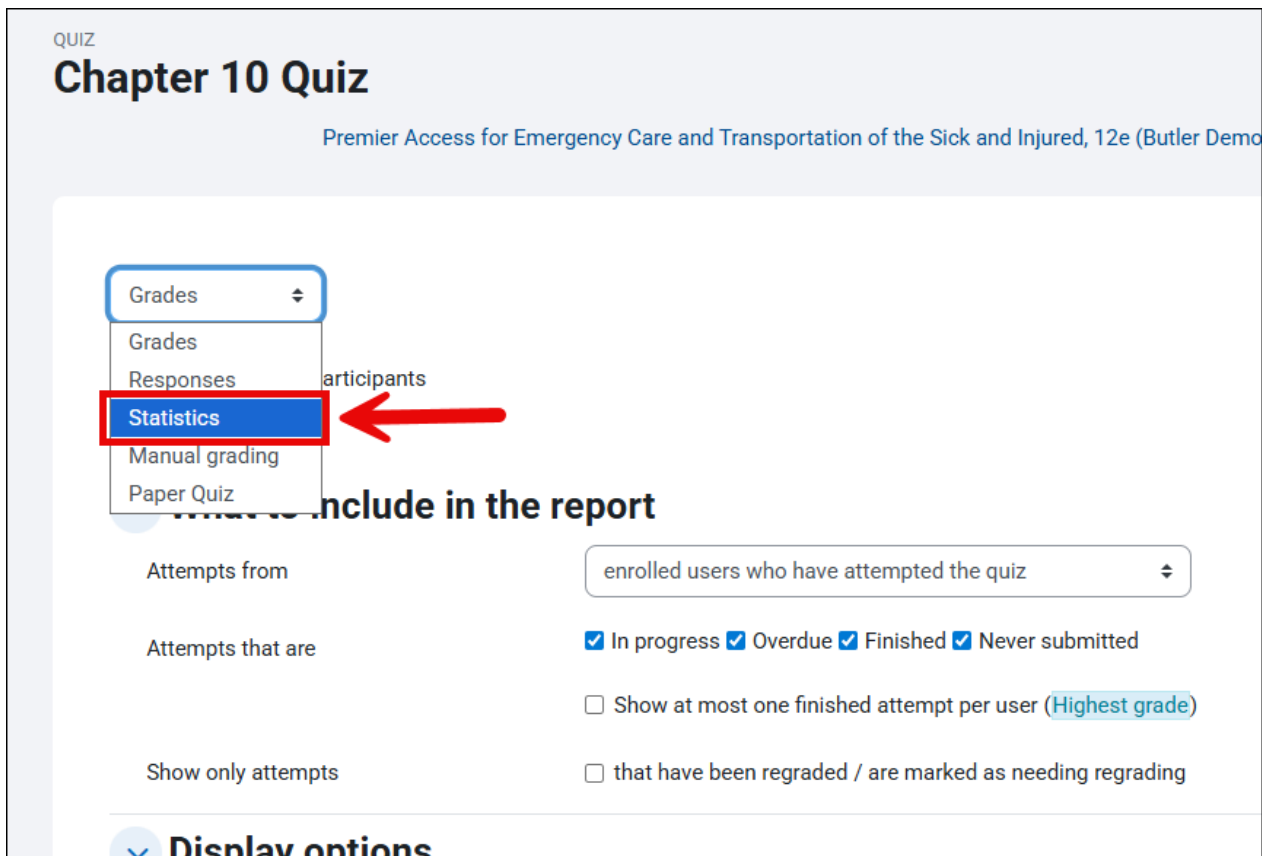 QUIZ
Chapter 10 Quiz
Premier Access for Emergency Care and Transportation of the Sick and Injured, 12e (Butler Demo
Grades
Grades
Responses
articipants
Statistics
Manual grading
Paper Quiz
What to include in the report
Attempts from
enrolled users who have attempted the quiz
Attempts that are
In progress Overdue Finished Never submitted
Show at most one finished attempt per user (Highest grade)
Show only attempts
that have been regraded / are marked as needing regrading
Display options